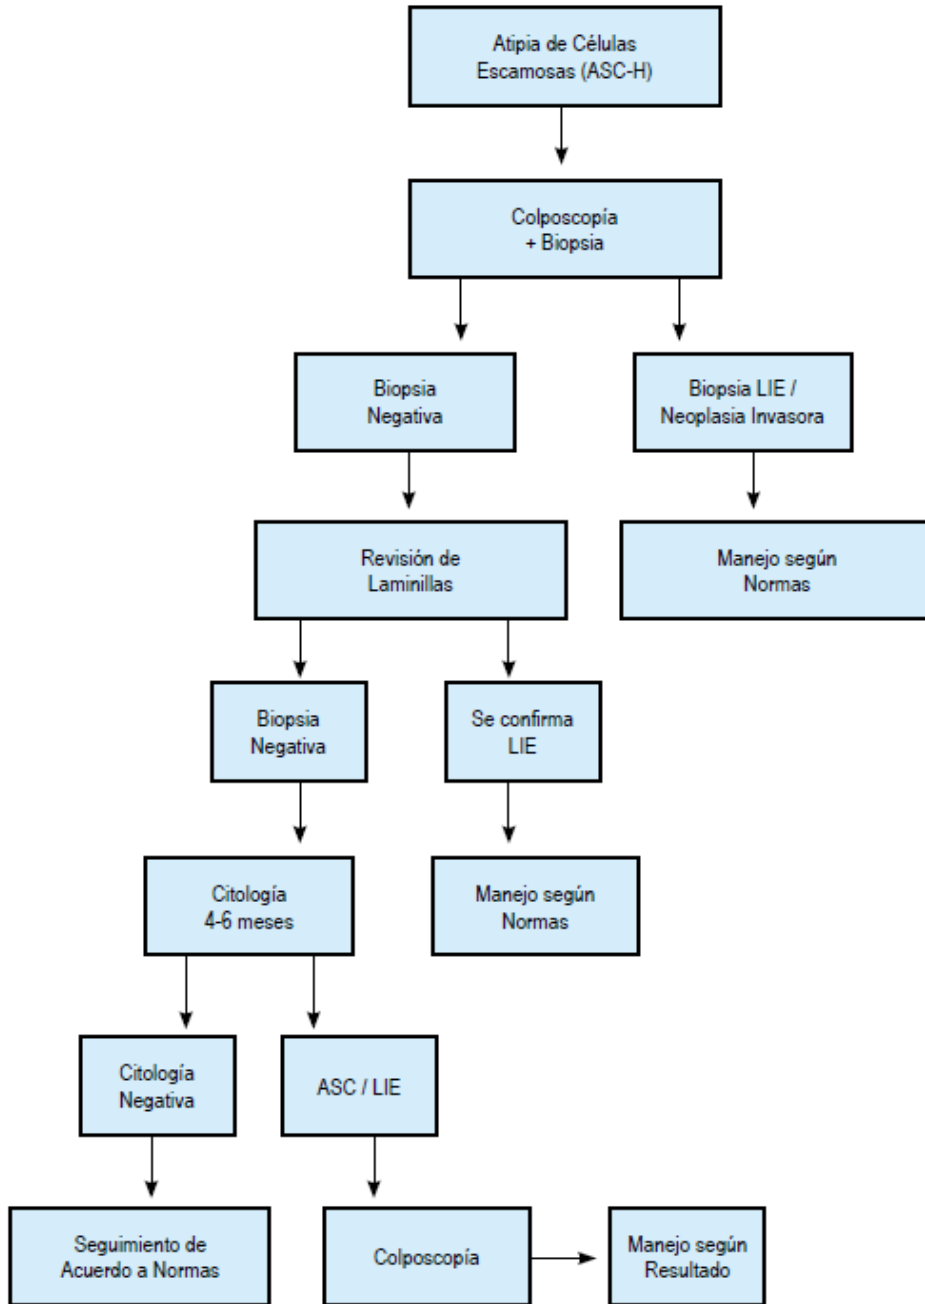 Atipia de Células
Escamosas (ASC-H)
Colposcopía
+ Biopsia
Biopsia
Negativa
Biopsia LIE /
Neoplasia Invasora
Revisión de
Laminillas
Manejo según
Normas
Biopsia
Negativa
Se confirma
LIE
Citología
4-6 meses
Manejo según
Normas
Citología
Negativa
ASC / LIE
Seguimiento de
Acuerdo a Normas
Colposcopía
Manejo según
Resultado